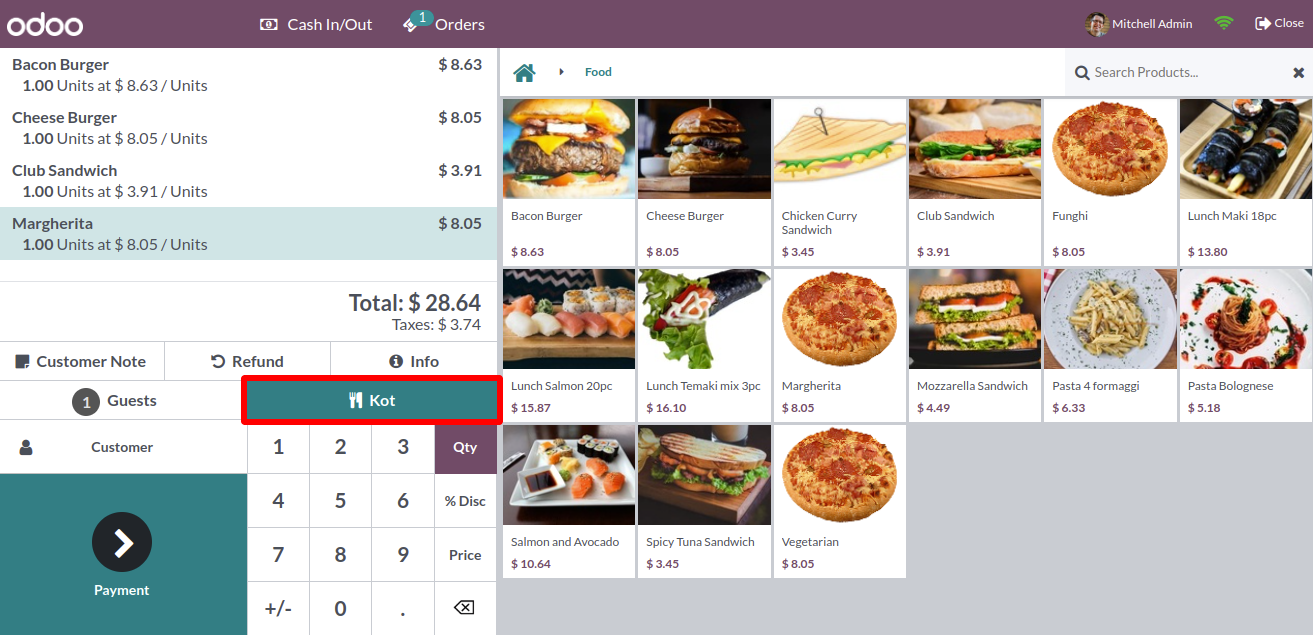 odoo
Cash In/Out
1
Orders
Mitchell Admin
Close
Bacon Burger $ 8.63
1.00 Units at $ 8.63 / Units
Cheese Burger $ 8.05
1.00 Units at $ 8.05 / Units
Club Sandwich $ 3.91
1.00 Units at $ 3.91 / Units
Margherita $ 8.05
1.00 Units at $ 8.05 / Units
Total: $ 28.64
Taxes: $ 3.74
Customer Note Refund Info
1 Guests Kot
Customer
Payment
1 2 3 Qty
4 5 6 % Disc
7 8 9 Price
+/- 0 .
Food
Search Products...
Bacon Burger
$ 8.63
Cheese Burger
$ 8.05
Chicken Curry
Sandwich
$ 3.45
Club Sandwich
$ 3.91
Funghi
$ 8.05
Lunch Maki 18pc
$ 13.80
Lunch Salmon 20pc
$ 15.87
Lunch Temaki mix 3pc
$ 16.10
Margherita
$ 8.05
Mozzarella Sandwich
$ 4.49
Pasta 4 formaggi
$ 6.33
Pasta Bolognese
$ 5.18
Salmon and Avocado
$ 10.64
Spicy Tuna Sandwich
$ 3.45
Vegetarian
$ 8.05